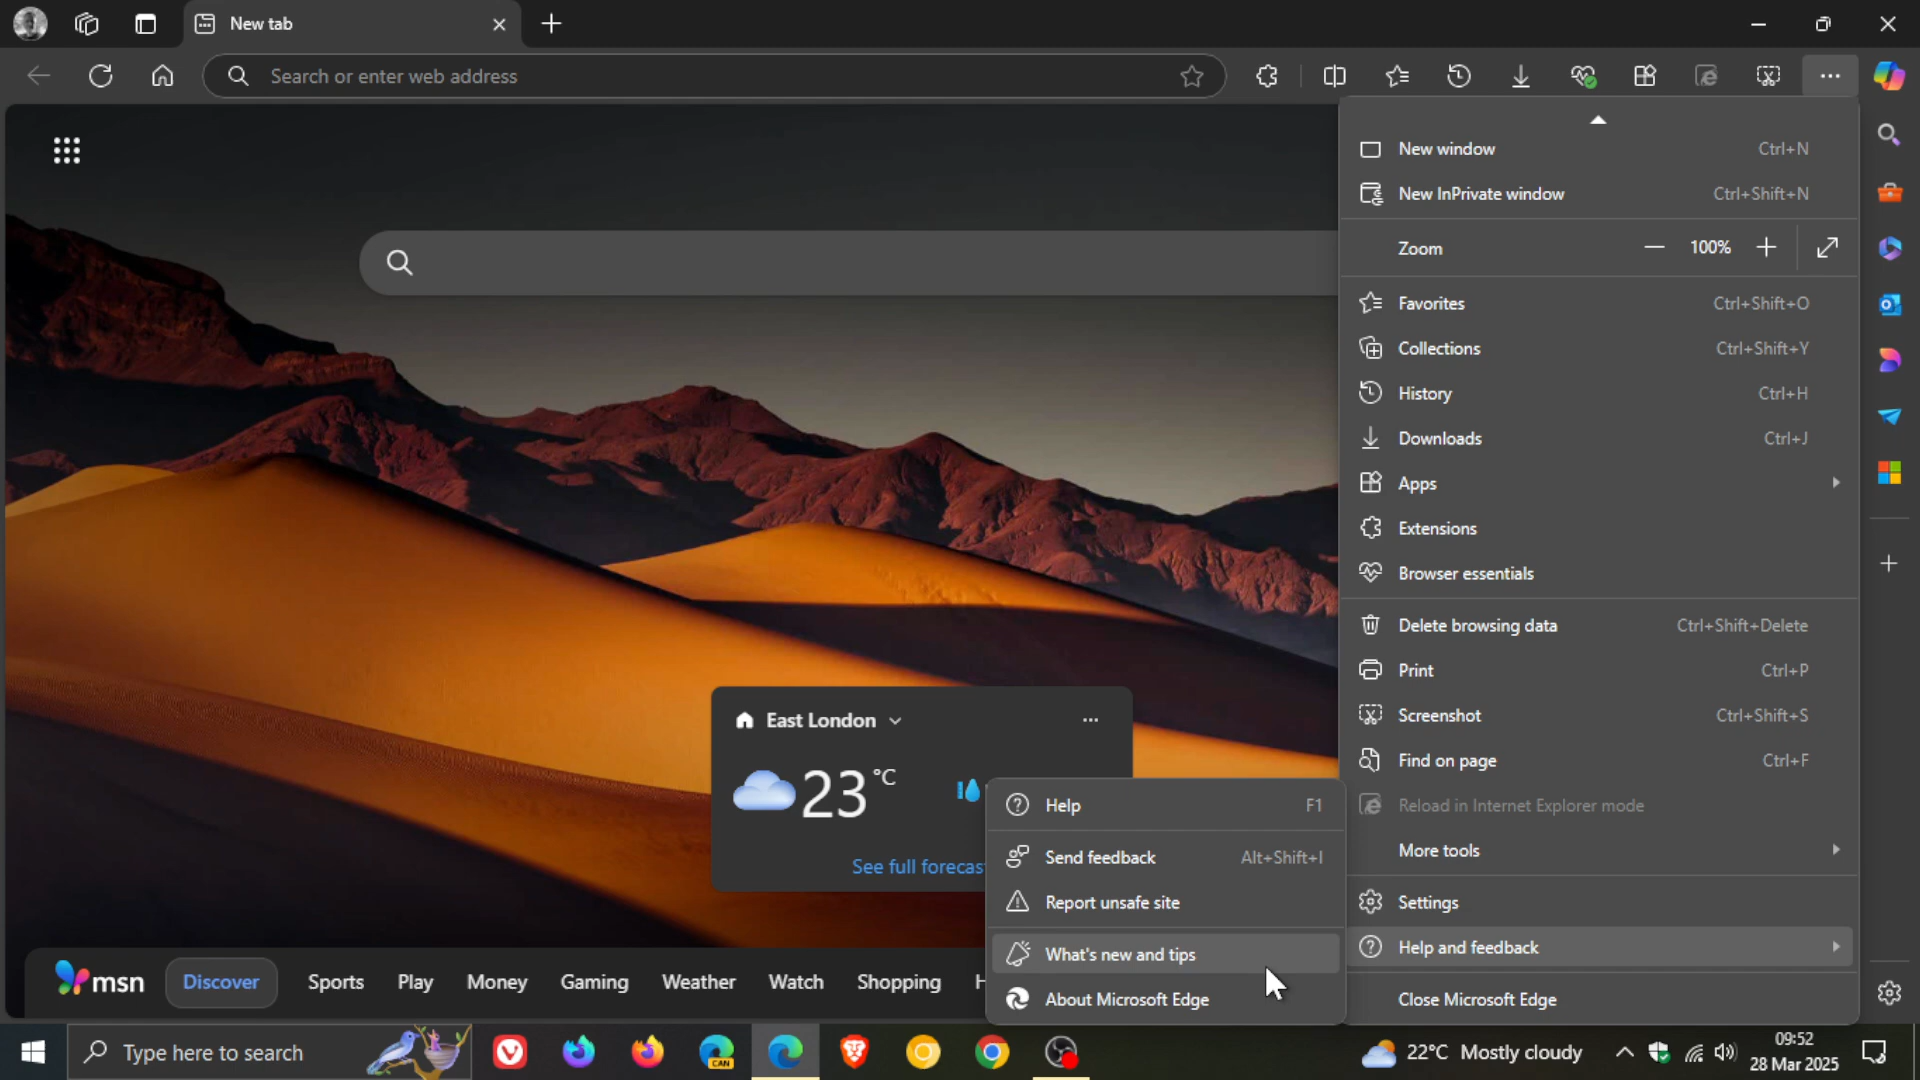 New tab
Search or enter web address
New window Ctrl+N
New InPrivate window Ctrl+Shift+N
Zoom 100%
Favorites Ctrl+Shift+O
Collections Ctrl+Shift+Y
History Ctrl+H
Downloads Ctrl+J
Apps
Extensions
Browser essentials
Delete browsing data Ctrl+Shift+Delete
Print Ctrl+P
Screenshot Ctrl+Shift+S
Find on page Ctrl+F
Reload in Internet Explorer mode
More tools
Settings
Help and feedback
Close Microsoft Edge
East London
23 °C
See full forecas
Help F1
Send feedback Alt+Shift+I
Report unsafe site
What's new and tips
About Microsoft Edge
msn Discover Sports Play Money Gaming Weather Watch Shopping H
Type here to search
CAN
22°C Mostly cloudy
09:52
28 Mar 2025